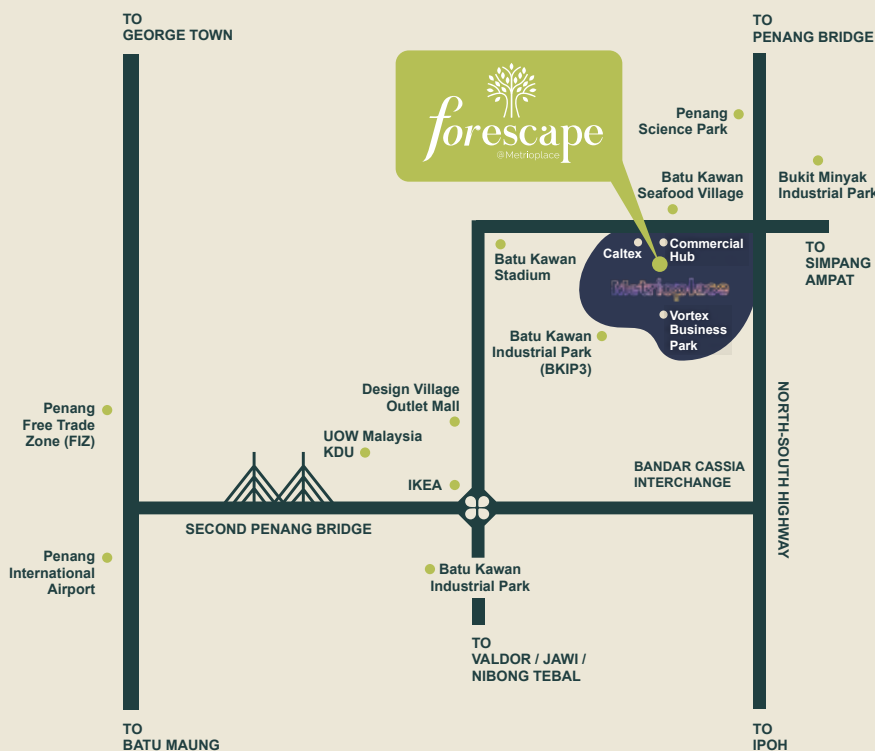 TO
GEORGE TOWN
TO
PENANG BRIDGE
forescape
@Metrioplace
Penang
Science Park
Batu Kawan
Seafood Village
Bukit Minyak
Industrial Park
Caltex
Commercial
Hub
TO
SIMPANG
AMPAT
Batu Kawan
Stadium
Metrioplace
Vortex
Business
Park
Batu Kawan
Industrial Park
(BKIP3)
Design Village
Outlet Mall
Penang
Free Trade
Zone (FIZ)
UOW Malaysia
KDU
IKEA
BANDAR CASSIA
INTERCHANGE
NORTH-SOUTH HIGHWAY
SECOND PENANG BRIDGE
Penang
International
Airport
Batu Kawan
Industrial Park
TO
VALDOR / JAWI /
NIBONG TEBAL
TO
BATU MAUNG
TO
IPOH